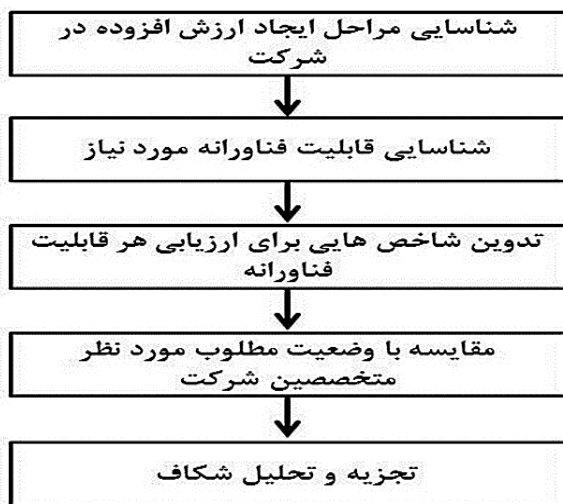 شناسایی مراحل ایجاد ارزش افزوده در
شرکت
شناسایی قابلیت فناورانه مورد نیاز
تدوین شاخص هایی برای ارزیابی هر قابلیت
فناورانه
مقایسه با وضعیت مطلوب مورد نظر
متخصصین شرکت
تجزیه و تحلیل شکاف